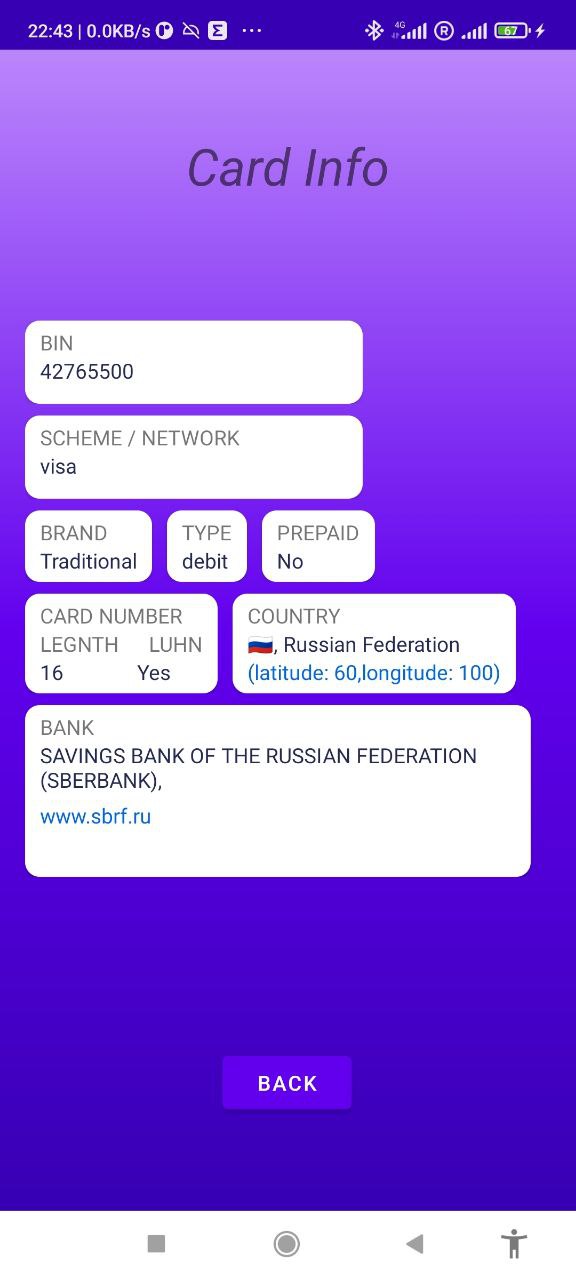 22:43 | 0.0KB/s ··· 4G R 67
Card Info
BIN
42765500
SCHEME / NETWORK
visa
BRAND TYPE PREPAID
Traditional debit No
CARD NUMBER COUNTRY
LEGNTH LUHN 🇷🇺, Russian Federation
16 Yes (latitude: 60,longitude: 100)
BANK
SAVINGS BANK OF THE RUSSIAN FEDERATION
(SBERBANK),
www.sbrf.ru
BACK